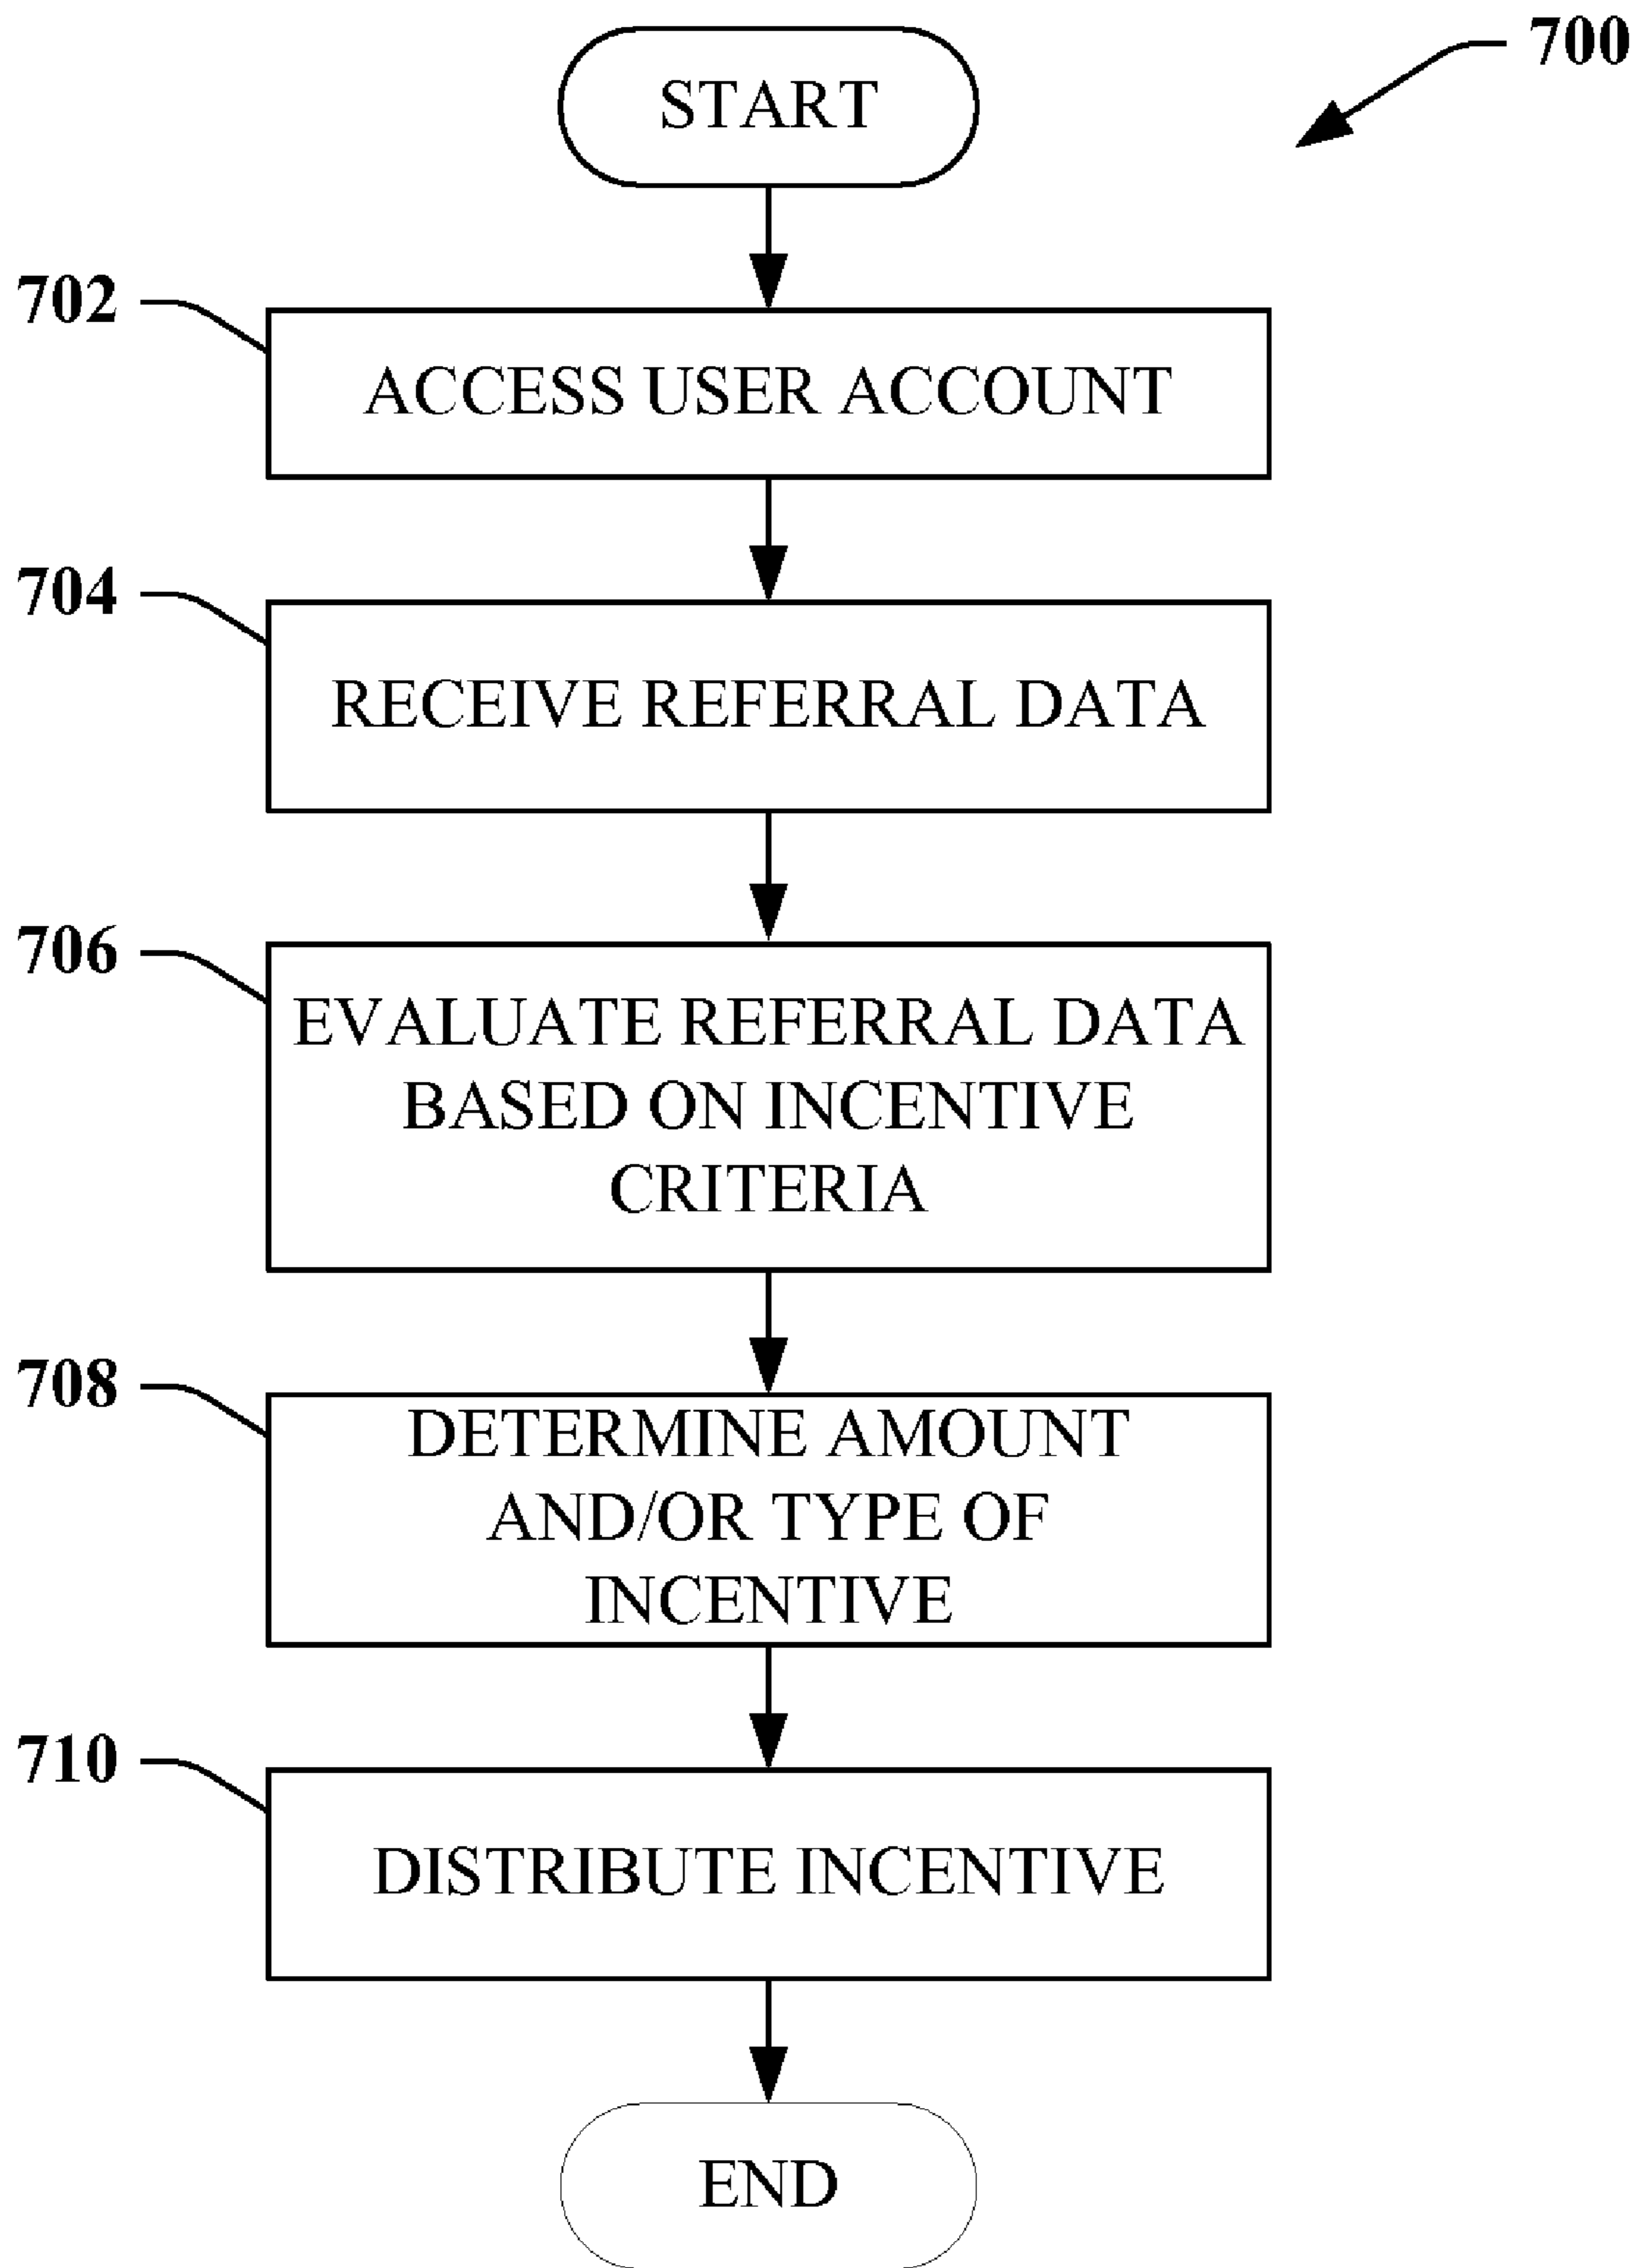 700
START
702
ACCESS USER ACCOUNT
704
RECEIVE REFERRAL DATA
706
EVALUATE REFERRAL DATA
BASED ON INCENTIVE
CRITERIA
708
DETERMINE AMOUNT
AND/OR TYPE OF
INCENTIVE
710
DISTRIBUTE INCENTIVE
END